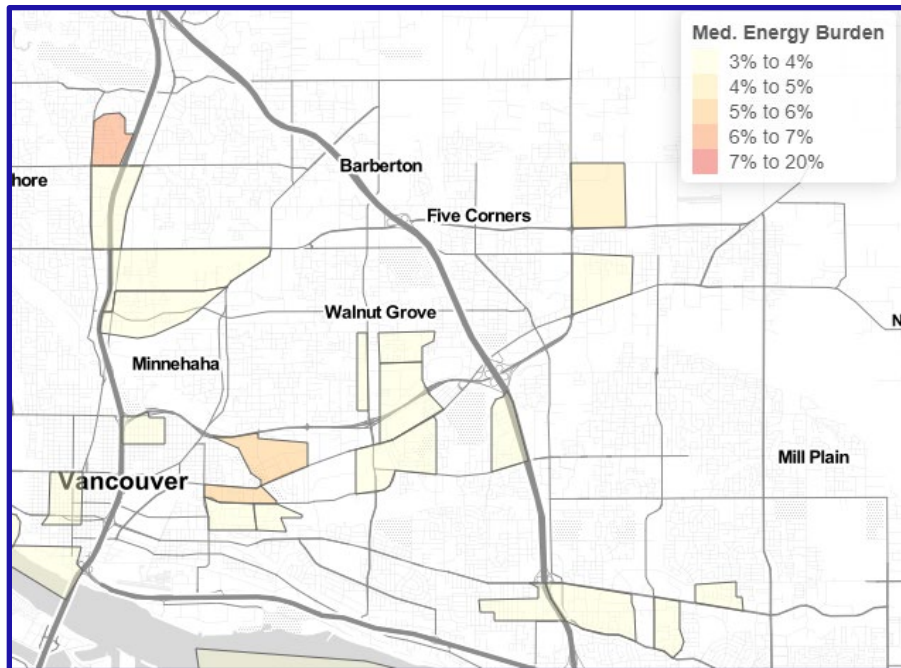 Med. Energy Burden
3% to 4%
4% to 5%
5% to 6%
6% to 7%
7% to 20%
Barberton
hore
Five Corners
Walnut Grove
N
Minnehaha
Mill Plain
Vancouver